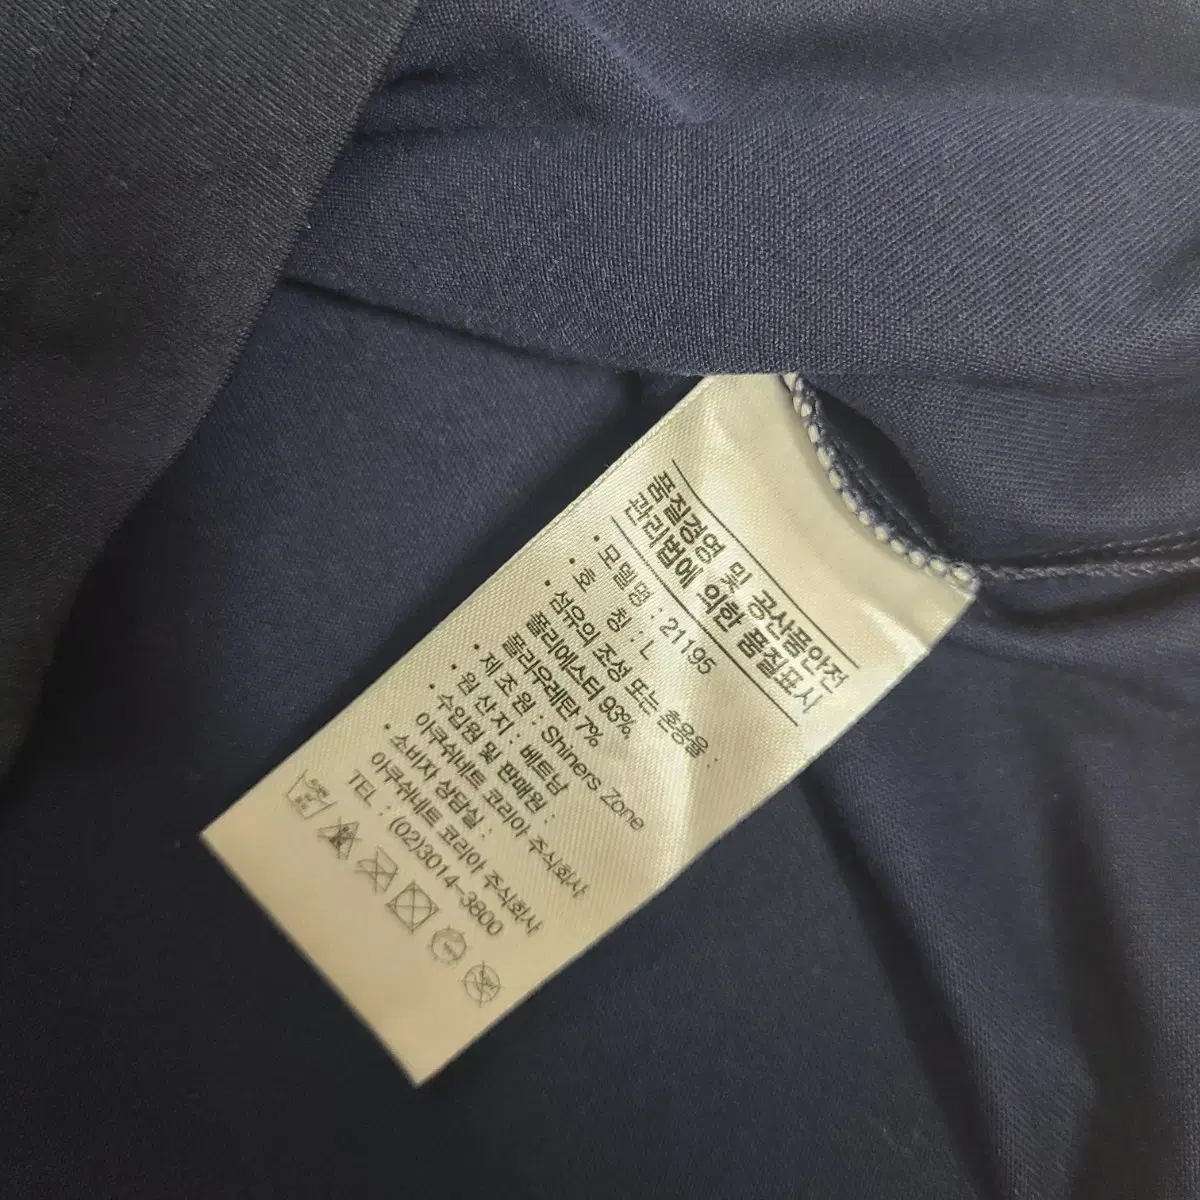 품질경영 및 공산품안전
관리법에 의한 품질표시
• 모델명 : 21195
• 호 칭 : L
• 섬유의 조성 또는 혼용율 :
폴리에스터 93%,
폴리우레탄 7%
• 제 조 원 : Shiners Zone
• 원 산 지 : 베트남
• 수입원 및 판매원 :
아쿠쉬네트 코리아 주식회사
• 소비자 상담실 :
아쿠쉬네트 코리아 주식회사
TEL : (02)3014-3800